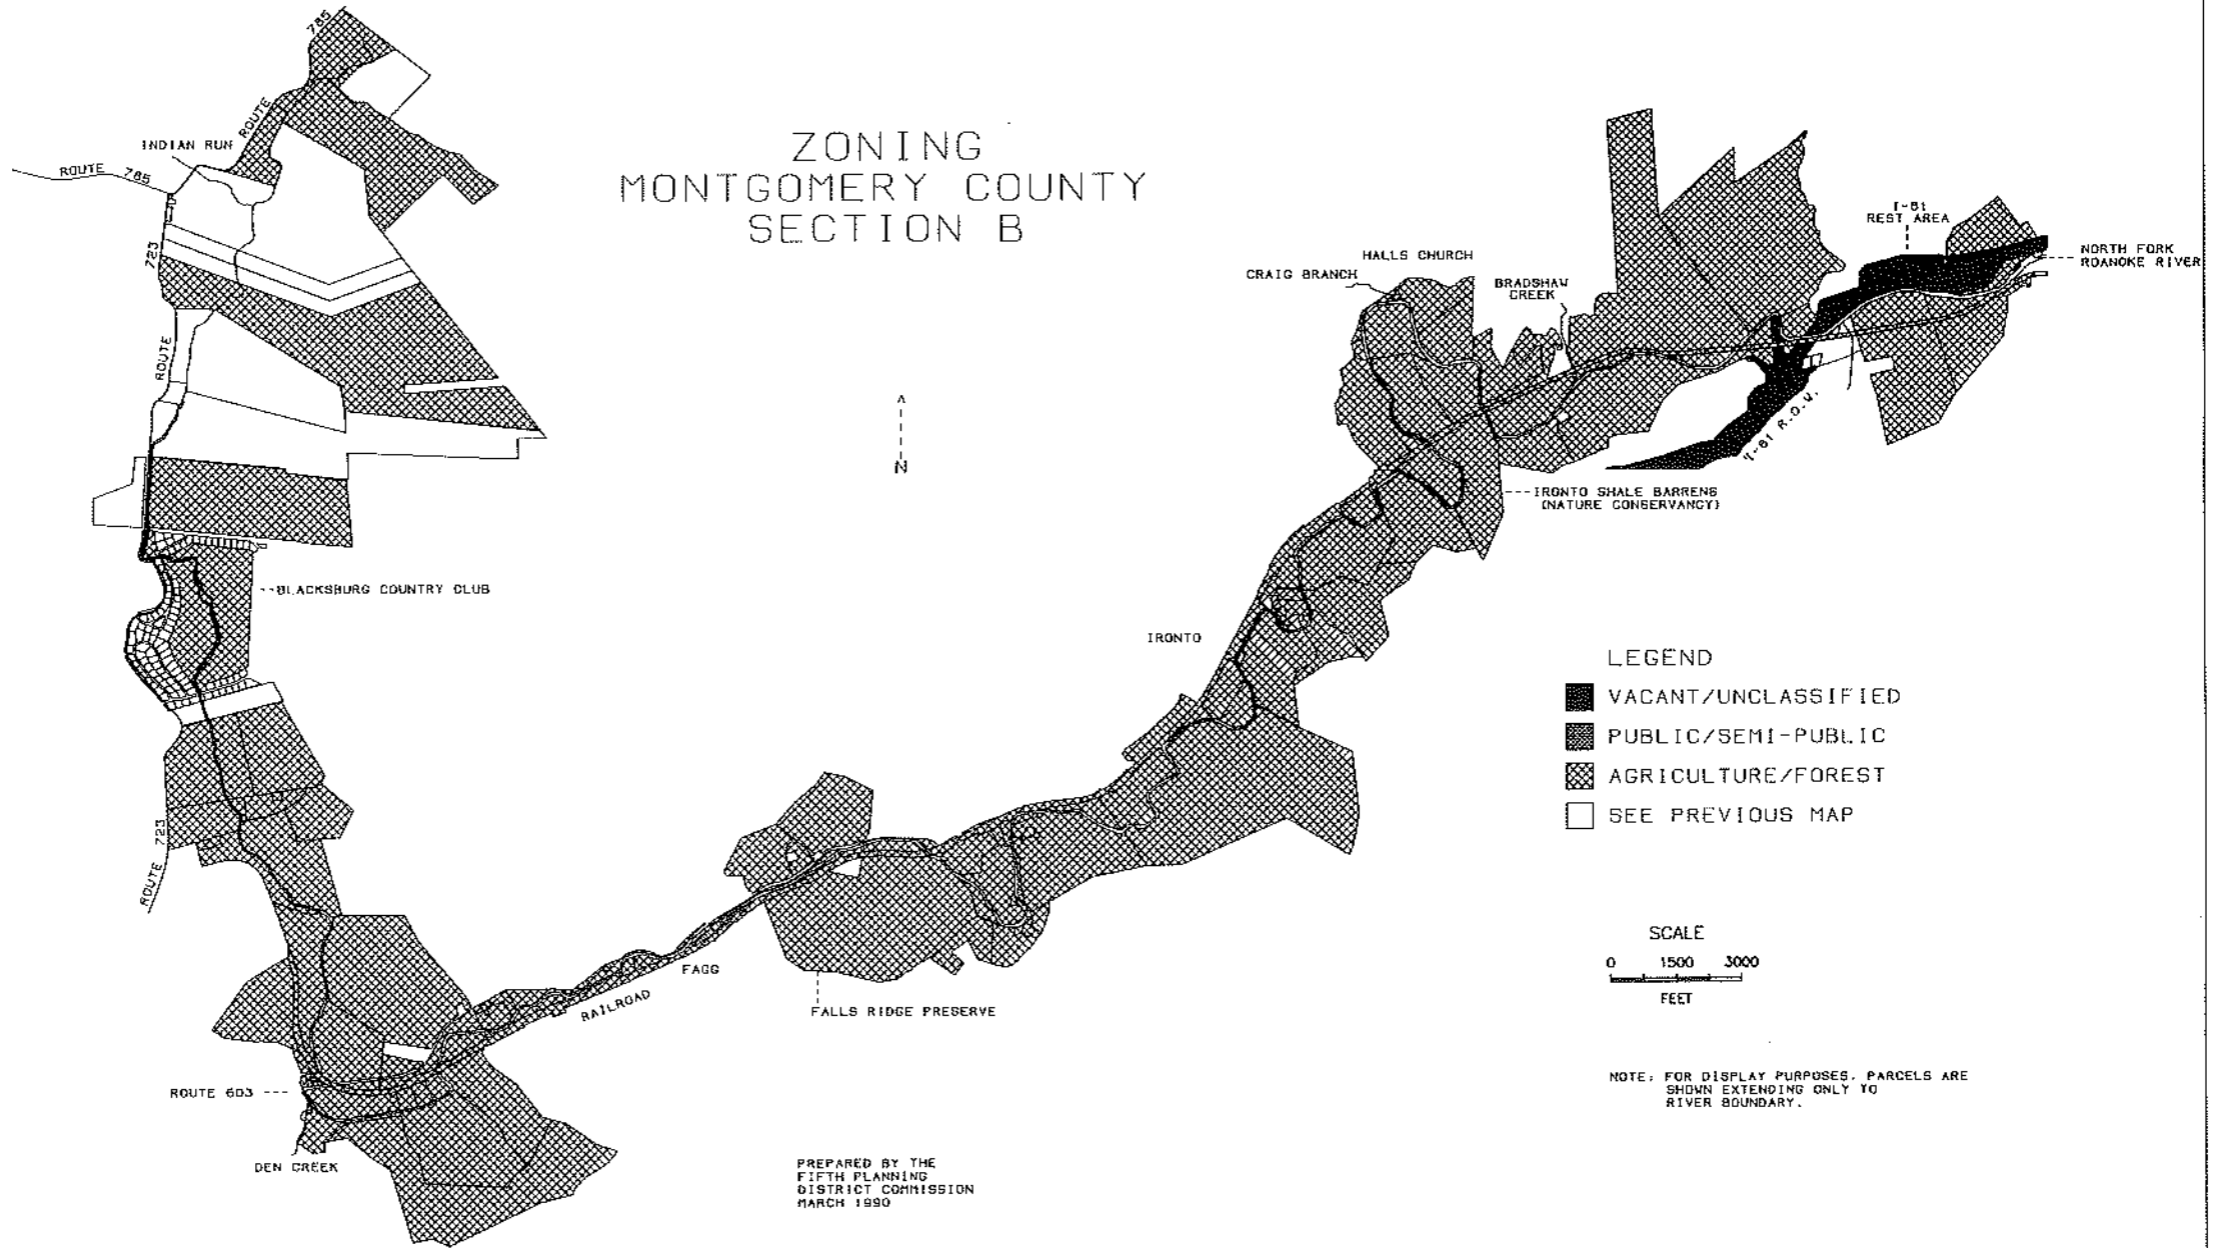 ZONING
MONTGOMERY COUNTY
SECTION B
785
ROUTE
INDIAN RUN
ROUTE 785
723
ROUTE
BLACKSBURG COUNTRY CLUB
723
ROUTE
ROUTE 603
DEN CREEK
RAILROAD
FAGG
FALLS RIDGE PRESERVE
IRONTO
N
HALLS CHURCH
CRAIG BRANCH
BRADSHAW
CREEK
I-81
REST AREA
NORTH FORK
ROANOKE RIVER
I-81 R.O.W.
IRONTO SHALE BARRENS
(NATURE CONSERVANCY)
LEGEND
VACANT/UNCLASSIFIED
PUBLIC/SEMI-PUBLIC
AGRICULTURE/FOREST
SEE PREVIOUS MAP
SCALE
0 1500 3000
FEET
NOTE: FOR DISPLAY PURPOSES, PARCELS ARE
SHOWN EXTENDING ONLY TO
RIVER BOUNDARY.
PREPARED BY THE
FIFTH PLANNING
DISTRICT COMMISSION
MARCH 1990